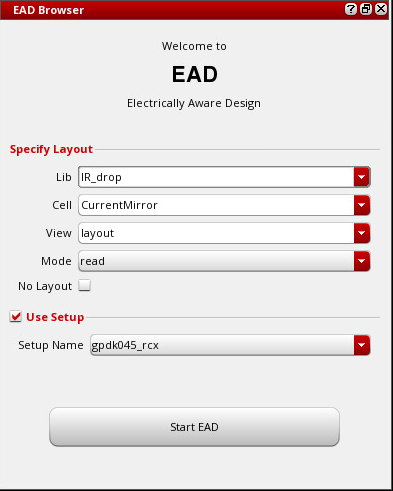 EAD Browser
Welcome to
EAD
Electrically Aware Design
Specify Layout
Lib IR_drop
Cell CurrentMirror
View layout
Mode read
No Layout
Use Setup
Setup Name gpdk045_rcx
Start EAD